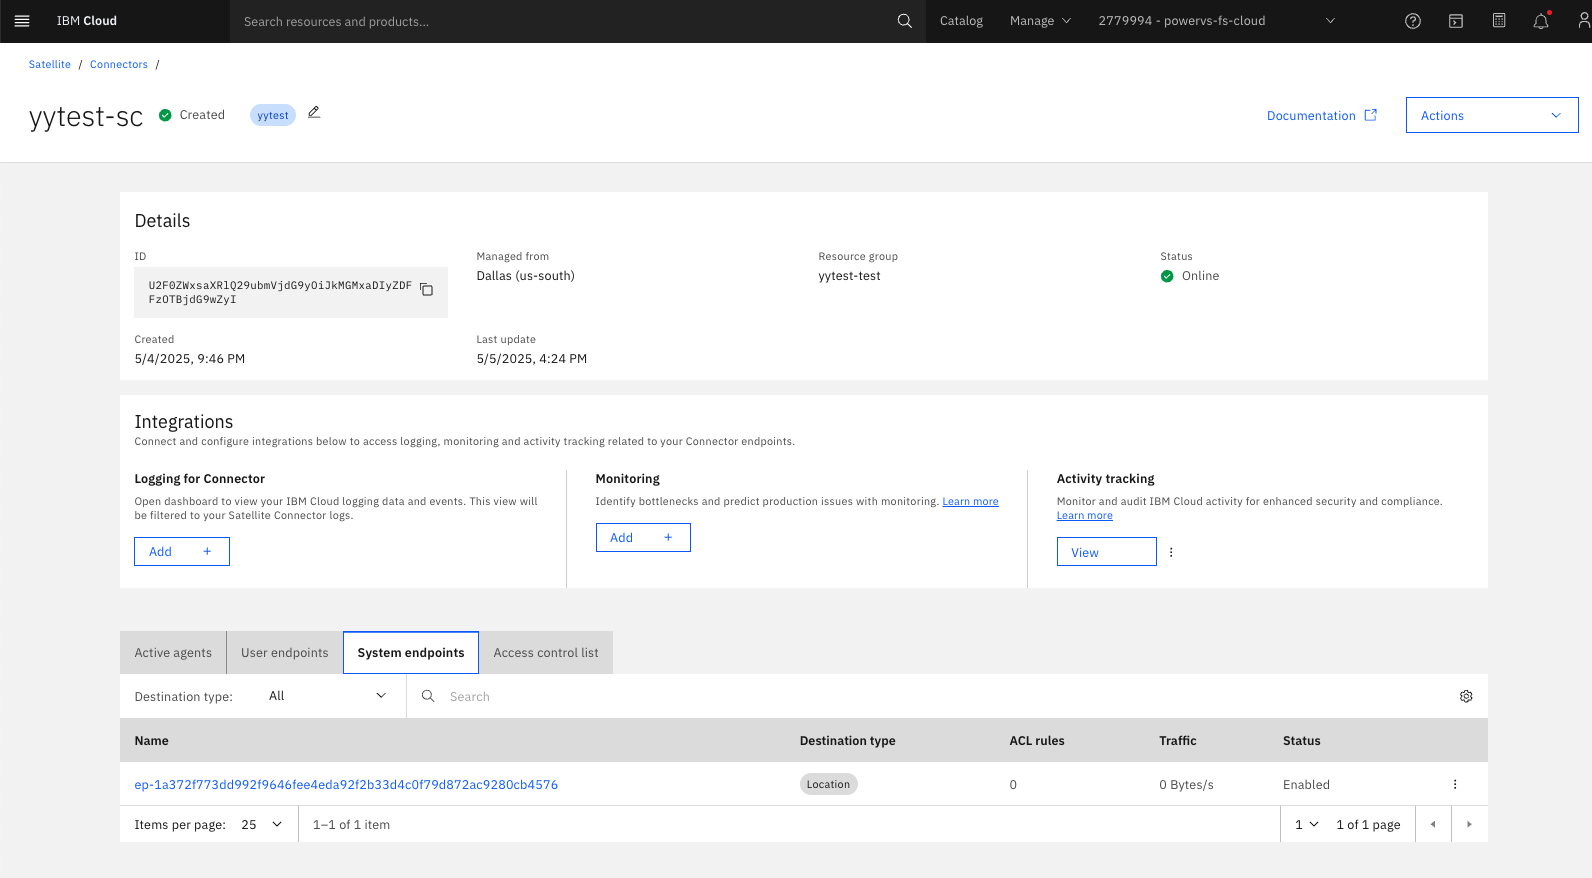 IBM Cloud
Search resources and products...
Catalog
Manage
2779994 - powervs-fs-cloud
Satellite / Connectors /
yytest-sc
Created
yytest
Documentation
Actions
Details
ID
U2F0ZWxsaXRlQ29ubmVjdG9yOiJkMGMxaDIyZDF
FzOTBjdG9wZyI
Managed from
Dallas (us-south)
Resource group
yytest-test
Status
Online
Created
5/4/2025, 9:46 PM
Last update
5/5/2025, 4:24 PM
Integrations
Connect and configure integrations below to access logging, monitoring and activity tracking related to your Connector endpoints.
Logging for Connector
Open dashboard to view your IBM Cloud logging data and events. This view will
be filtered to your Satellite Connector logs.
Add +
Monitoring
Identify bottlenecks and predict production issues with monitoring. Learn more
Add +
Activity tracking
Monitor and audit IBM Cloud activity for enhanced security and compliance.
Learn more
View
Active agents
User endpoints
System endpoints
Access control list
Destination type: All
Search
Name
Destination type
ACL rules
Traffic
Status
ep-1a372f773dd992f9646fee4eda92f2b33d4c0f79d872ac9280cb4576
Location
0
0 Bytes/s
Enabled
Items per page: 25
1–1 of 1 item
1
1 of 1 page